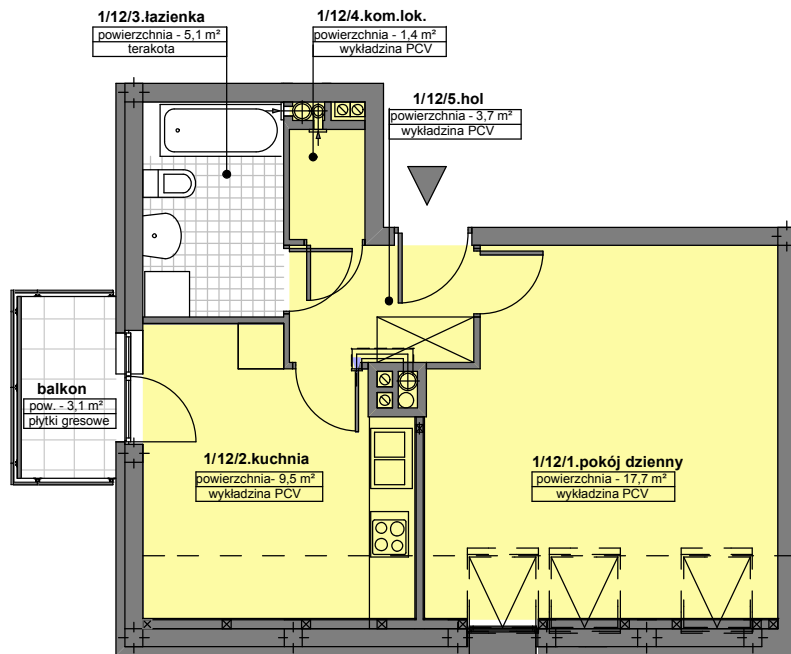 1/12/3.łazienka
powierzchnia - 5,1 m²
terakota
1/12/4.kom.lok.
powierzchnia - 1,4 m²
wykładzina PCV
1/12/5.hol
powierzchnia - 3,7 m²
wykładzina PCV
balkon
pow. - 3,1 m²
płytki gresowe
1/12/2.kuchnia
powierzchnia- 9,5 m²
wykładzina PCV
1/12/1.pokój dzienny
powierzchnia - 17,7 m²
wykładzina PCV